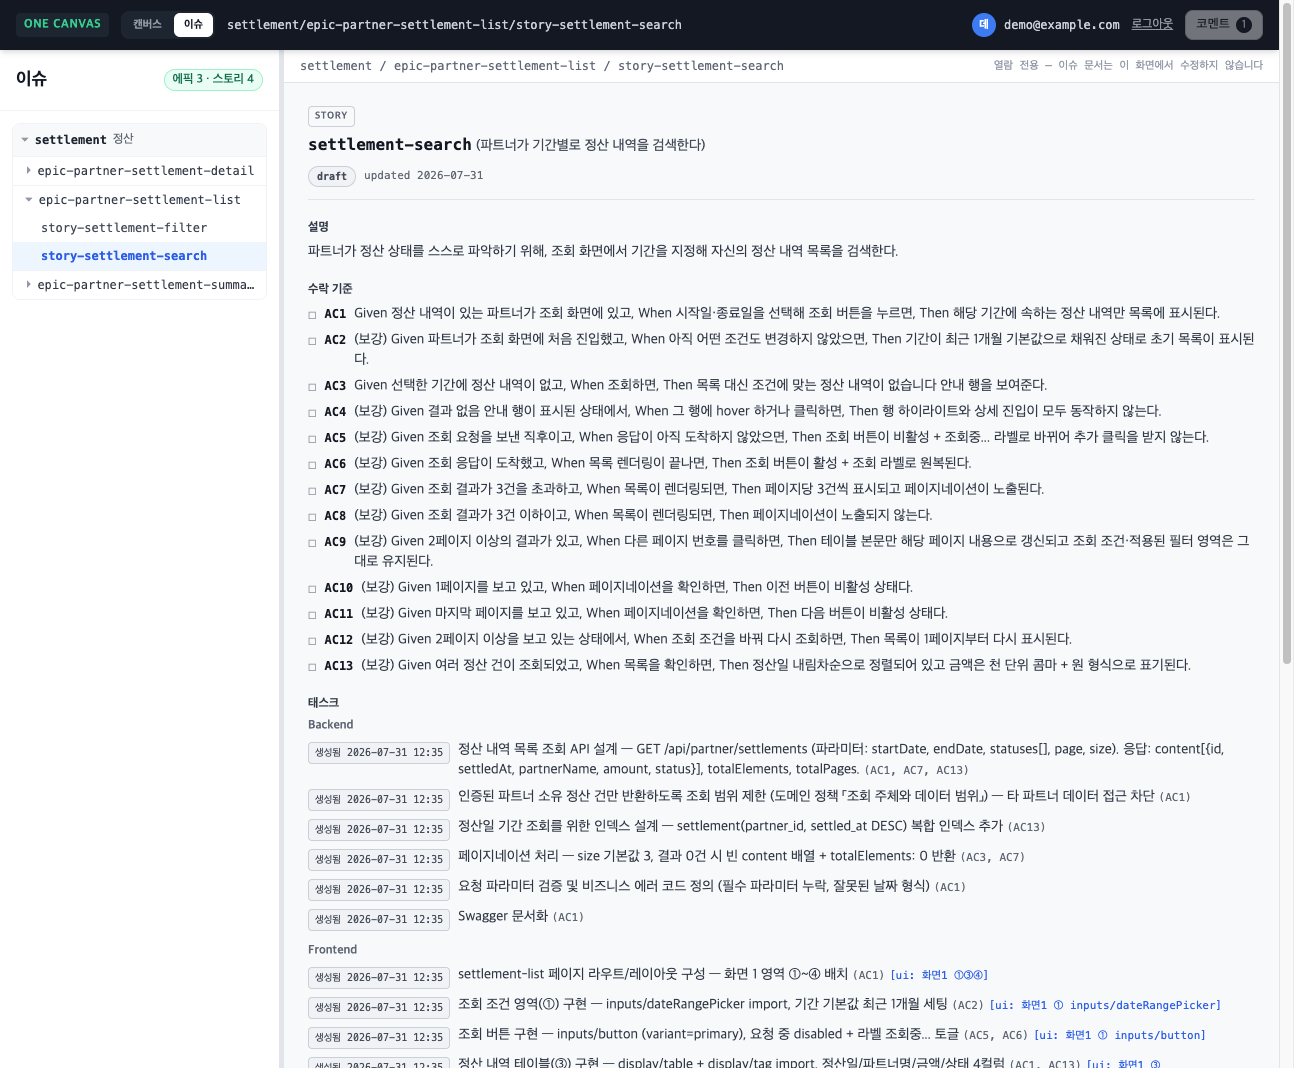 ONE CANVAS 캔버스 이슈 settlement/epic-partner-settlement-list/story-settlement-search 데 demo@example.com 로그아웃 코멘트 1
이슈 에픽 3 · 스토리 4
settlement 정산
epic-partner-settlement-detail
epic-partner-settlement-list
story-settlement-filter
story-settlement-search
epic-partner-settlement-summa…
settlement / epic-partner-settlement-list / story-settlement-search 열람 전용 — 이슈 문서는 이 화면에서 수정하지 않습니다
STORY
settlement-search (파트너가 기간별로 정산 내역을 검색한다)
draft updated 2026-07-31
설명
파트너가 정산 상태를 스스로 파악하기 위해, 조회 화면에서 기간을 지정해 자신의 정산 내역 목록을 검색한다.
수락 기준
AC1 Given 정산 내역이 있는 파트너가 조회 화면에 있고, When 시작일·종료일을 선택해 조회 버튼을 누르면, Then 해당 기간에 속하는 정산 내역만 목록에 표시된다.
AC2 (보강) Given 파트너가 조회 화면에 처음 진입했고, When 아직 어떤 조건도 변경하지 않았으면, Then 기간이 최근 1개월 기본값으로 채워진 상태로 초기 목록이 표시된
다.
AC3 Given 선택한 기간에 정산 내역이 없고, When 조회하면, Then 목록 대신 조건에 맞는 정산 내역이 없습니다 안내 행을 보여준다.
AC4 (보강) Given 결과 없음 안내 행이 표시된 상태에서, When 그 행에 hover 하거나 클릭하면, Then 행 하이라이트와 상세 진입이 모두 동작하지 않는다.
AC5 (보강) Given 조회 요청을 보낸 직후이고, When 응답이 아직 도착하지 않았으면, Then 조회 버튼이 비활성 + 조회중… 라벨로 바뀌어 추가 클릭을 받지 않는다.
AC6 (보강) Given 조회 응답이 도착했고, When 목록 렌더링이 끝나면, Then 조회 버튼이 활성 + 조회 라벨로 원복된다.
AC7 (보강) Given 조회 결과가 3건을 초과하고, When 목록이 렌더링되면, Then 페이지당 3건씩 표시되고 페이지네이션이 노출된다.
AC8 (보강) Given 조회 결과가 3건 이하이고, When 목록이 렌더링되면, Then 페이지네이션이 노출되지 않는다.
AC9 (보강) Given 2페이지 이상의 결과가 있고, When 다른 페이지 번호를 클릭하면, Then 테이블 본문만 해당 페이지 내용으로 갱신되고 조회 조건·적용된 필터 영역은 그
대로 유지된다.
AC10 (보강) Given 1페이지를 보고 있고, When 페이지네이션을 확인하면, Then 이전 버튼이 비활성 상태다.
AC11 (보강) Given 마지막 페이지를 보고 있고, When 페이지네이션을 확인하면, Then 다음 버튼이 비활성 상태다.
AC12 (보강) Given 2페이지 이상을 보고 있는 상태에서, When 조회 조건을 바꿔 다시 조회하면, Then 목록이 1페이지부터 다시 표시된다.
AC13 (보강) Given 여러 정산 건이 조회되었고, When 목록을 확인하면, Then 정산일 내림차순으로 정렬되어 있고 금액은 천 단위 콤마 + 원 형식으로 표기된다.
태스크
Backend
생성됨 2026-07-31 12:35 정산 내역 목록 조회 API 설계 — GET /api/partner/settlements (파라미터: startDate, endDate, statuses[], page, size). 응답: content[{id,
settledAt, partnerName, amount, status}], totalElements, totalPages. (AC1, AC7, AC13)
생성됨 2026-07-31 12:35 인증된 파트너 소유 정산 건만 반환하도록 조회 범위 제한 (도메인 정책 「조회 주체와 데이터 범위」) — 타 파트너 데이터 접근 차단 (AC1)
생성됨 2026-07-31 12:35 정산일 기간 조회를 위한 인덱스 설계 — settlement(partner_id, settled_at DESC) 복합 인덱스 추가 (AC13)
생성됨 2026-07-31 12:35 페이지네이션 처리 — size 기본값 3, 결과 0건 시 빈 content 배열 + totalElements: 0 반환 (AC3, AC7)
생성됨 2026-07-31 12:35 요청 파라미터 검증 및 비즈니스 에러 코드 정의 (필수 파라미터 누락, 잘못된 날짜 형식) (AC1)
생성됨 2026-07-31 12:35 Swagger 문서화 (AC1)
Frontend
생성됨 2026-07-31 12:35 settlement-list 페이지 라우트/레이아웃 구성 — 화면 1 영역 ①~④ 배치 (AC1) [ui: 화면1 ①③④]
생성됨 2026-07-31 12:35 조회 조건 영역(①) 구현 — inputs/dateRangePicker import, 기간 기본값 최근 1개월 세팅 (AC2) [ui: 화면1 ① inputs/dateRangePicker]
생성됨 2026-07-31 12:35 조회 버튼 구현 — inputs/button (variant=primary), 요청 중 disabled + 라벨 조회중… 토글 (AC5, AC6) [ui: 화면1 ① inputs/button]
생성됨 2026-07-31 12:35 정산 내역 테이블(③) 구현 — display/table + display/tag import, 정산일/파트너명/금액/상태 4컬럼 (AC1, AC13) [ui: 화면1 ③